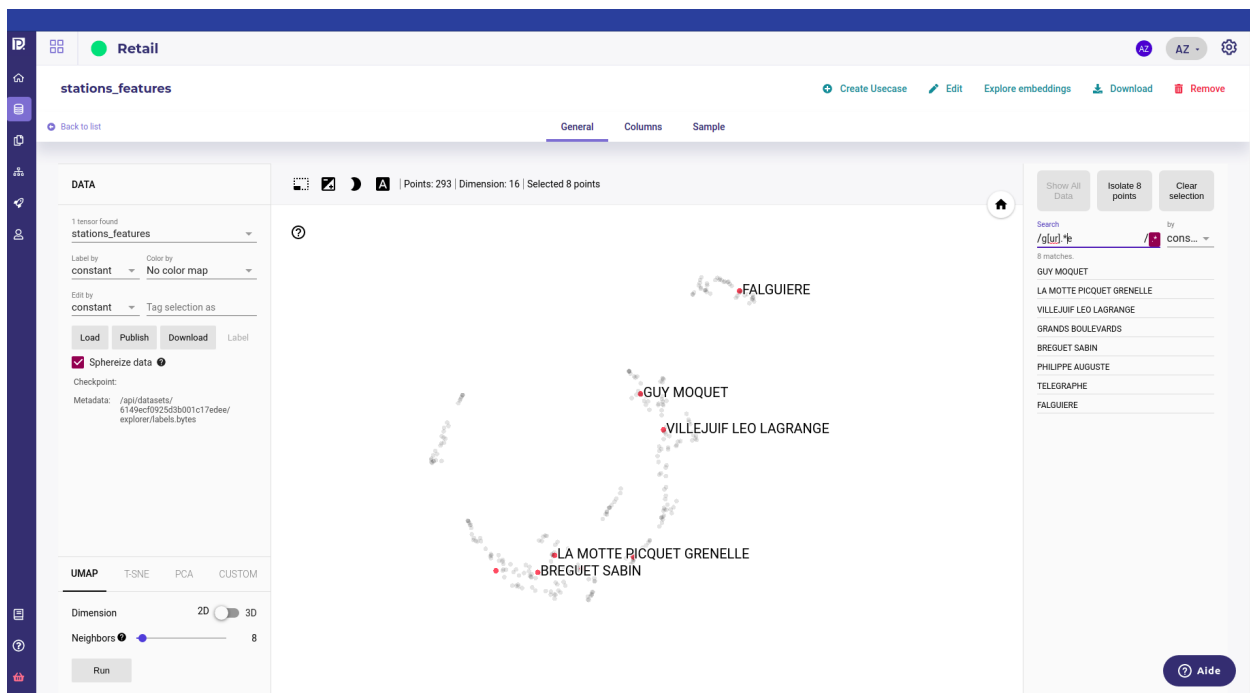 Retail
AZ
AZ
stations_features
Create Usecase
Edit
Explore embeddings
Download
Remove
Back to list
General
Columns
Sample
DATA
Points: 293 | Dimension: 16 | Selected 8 points
1 tensor found
stations_features
Label by
Color by
constant
No color map
Edit by
constant
Tag selection as
Load
Publish
Download
Label
Sphereize data
Checkpoint:
Metadata:
/api/datasets/
6149ecf0925d3b001c17edee/
explorer/labels.bytes
UMAP
T-SNE
PCA
CUSTOM
Dimension
2D
3D
Neighbors
8
Run
FALGUIERE
GUY MOQUET
VILLEJUIF LEO LAGRANGE
LA MOTTE PICQUET GRENELLE
BREGUET SABIN
Show All
Data
Isolate 8
points
Clear
selection
Search
by
/g[ur].*e
/
.*
cons...
8 matches.
GUY MOQUET
LA MOTTE PICQUET GRENELLE
VILLEJUIF LEO LAGRANGE
GRANDS BOULEVARDS
BREGUET SABIN
PHILIPPE AUGUSTE
TELEGRAPHE
FALGUIERE
Aide